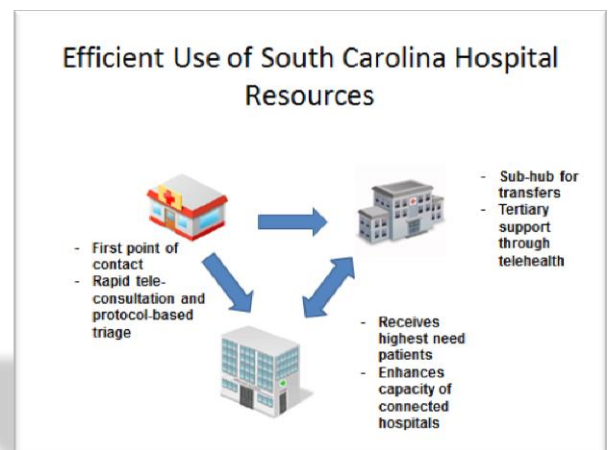 Efficient Use of South Carolina Hospital
Resources
- First point of
contact
- Rapid tele-
consultation and
protocol-based
triage
- Sub-hub for
transfers
- Tertiary
support
through
telehealth
- Receives
highest need
patients
- Enhances
capacity of
connected
hospitals